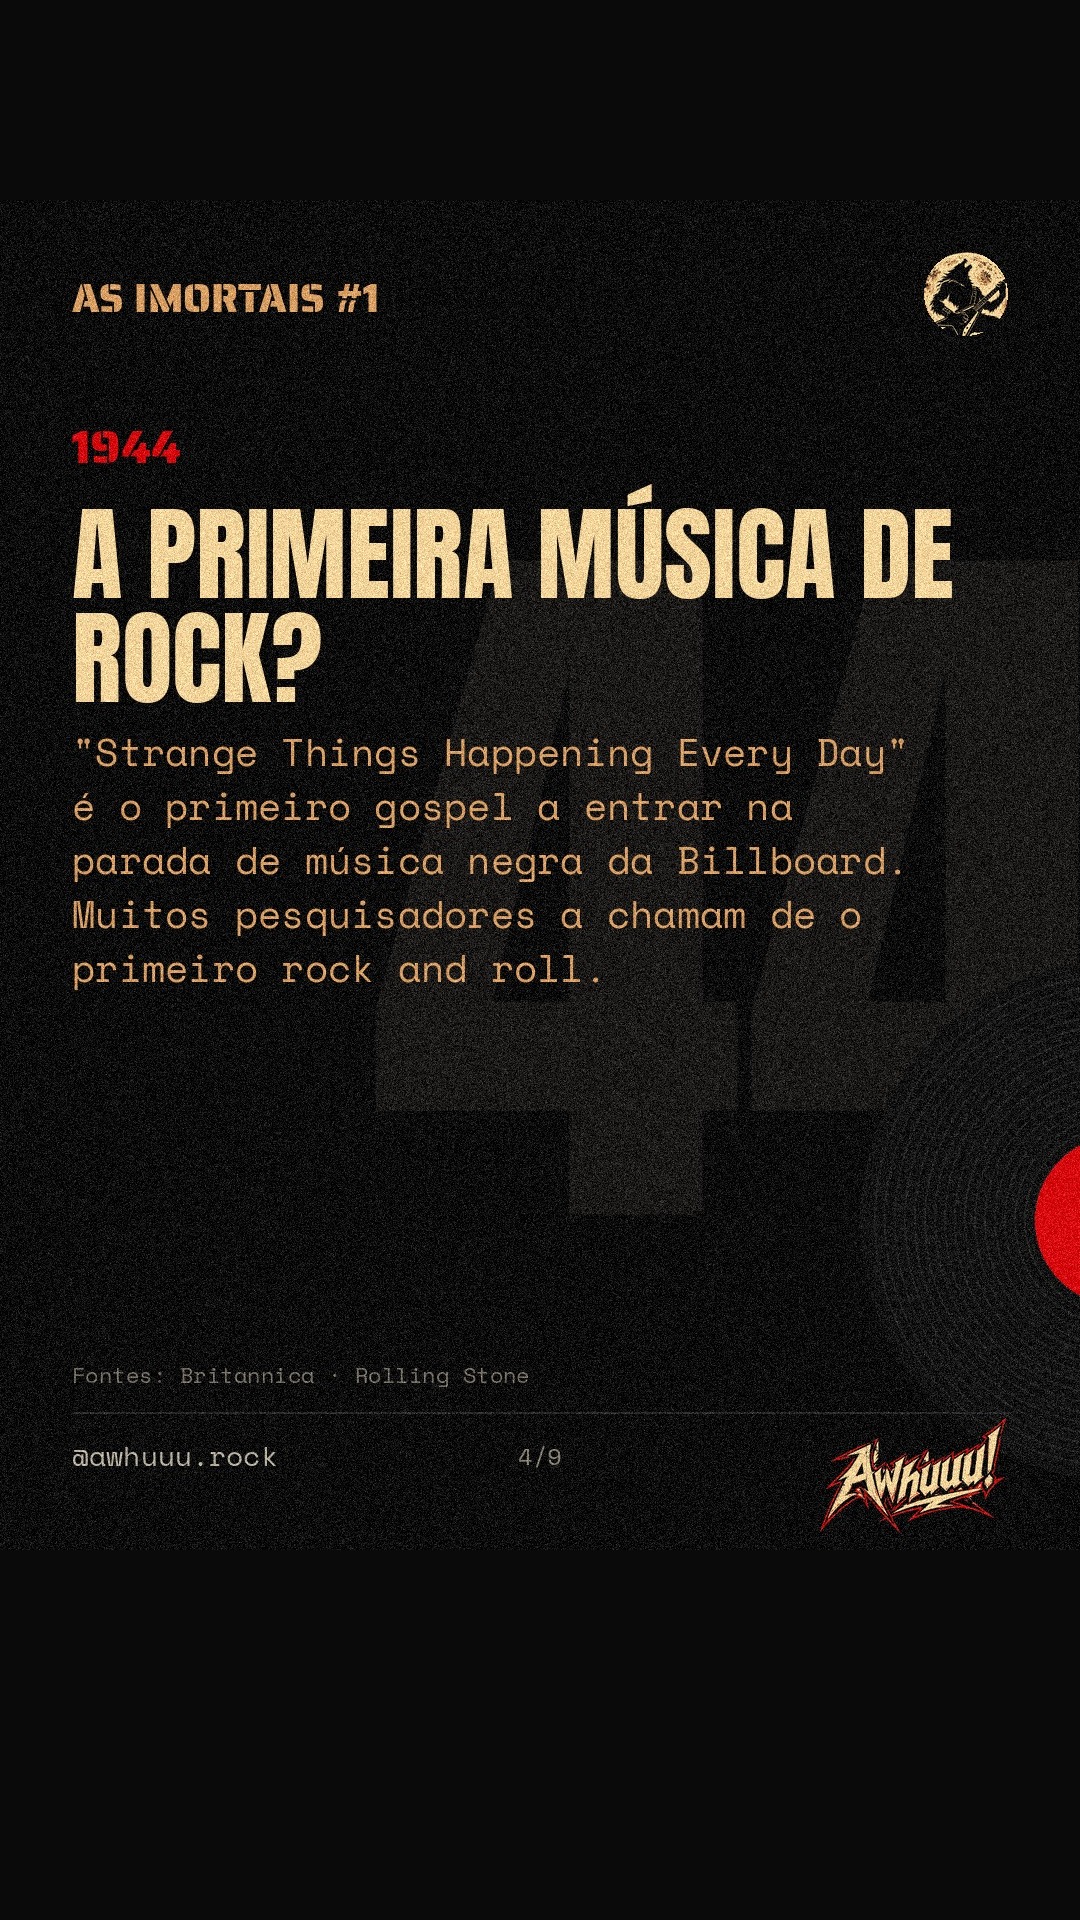 AS IMORTAIS #1
1944
A PRIMEIRA MÚSICA DE
ROCK?
"Strange Things Happening Every Day"
é o primeiro gospel a entrar na
parada de música negra da Billboard.
Muitos pesquisadores a chamam de o
primeiro rock and roll.
44
Fontes: Britannica · Rolling Stone
@awhuuu.rock
4/9
Awhuuu!